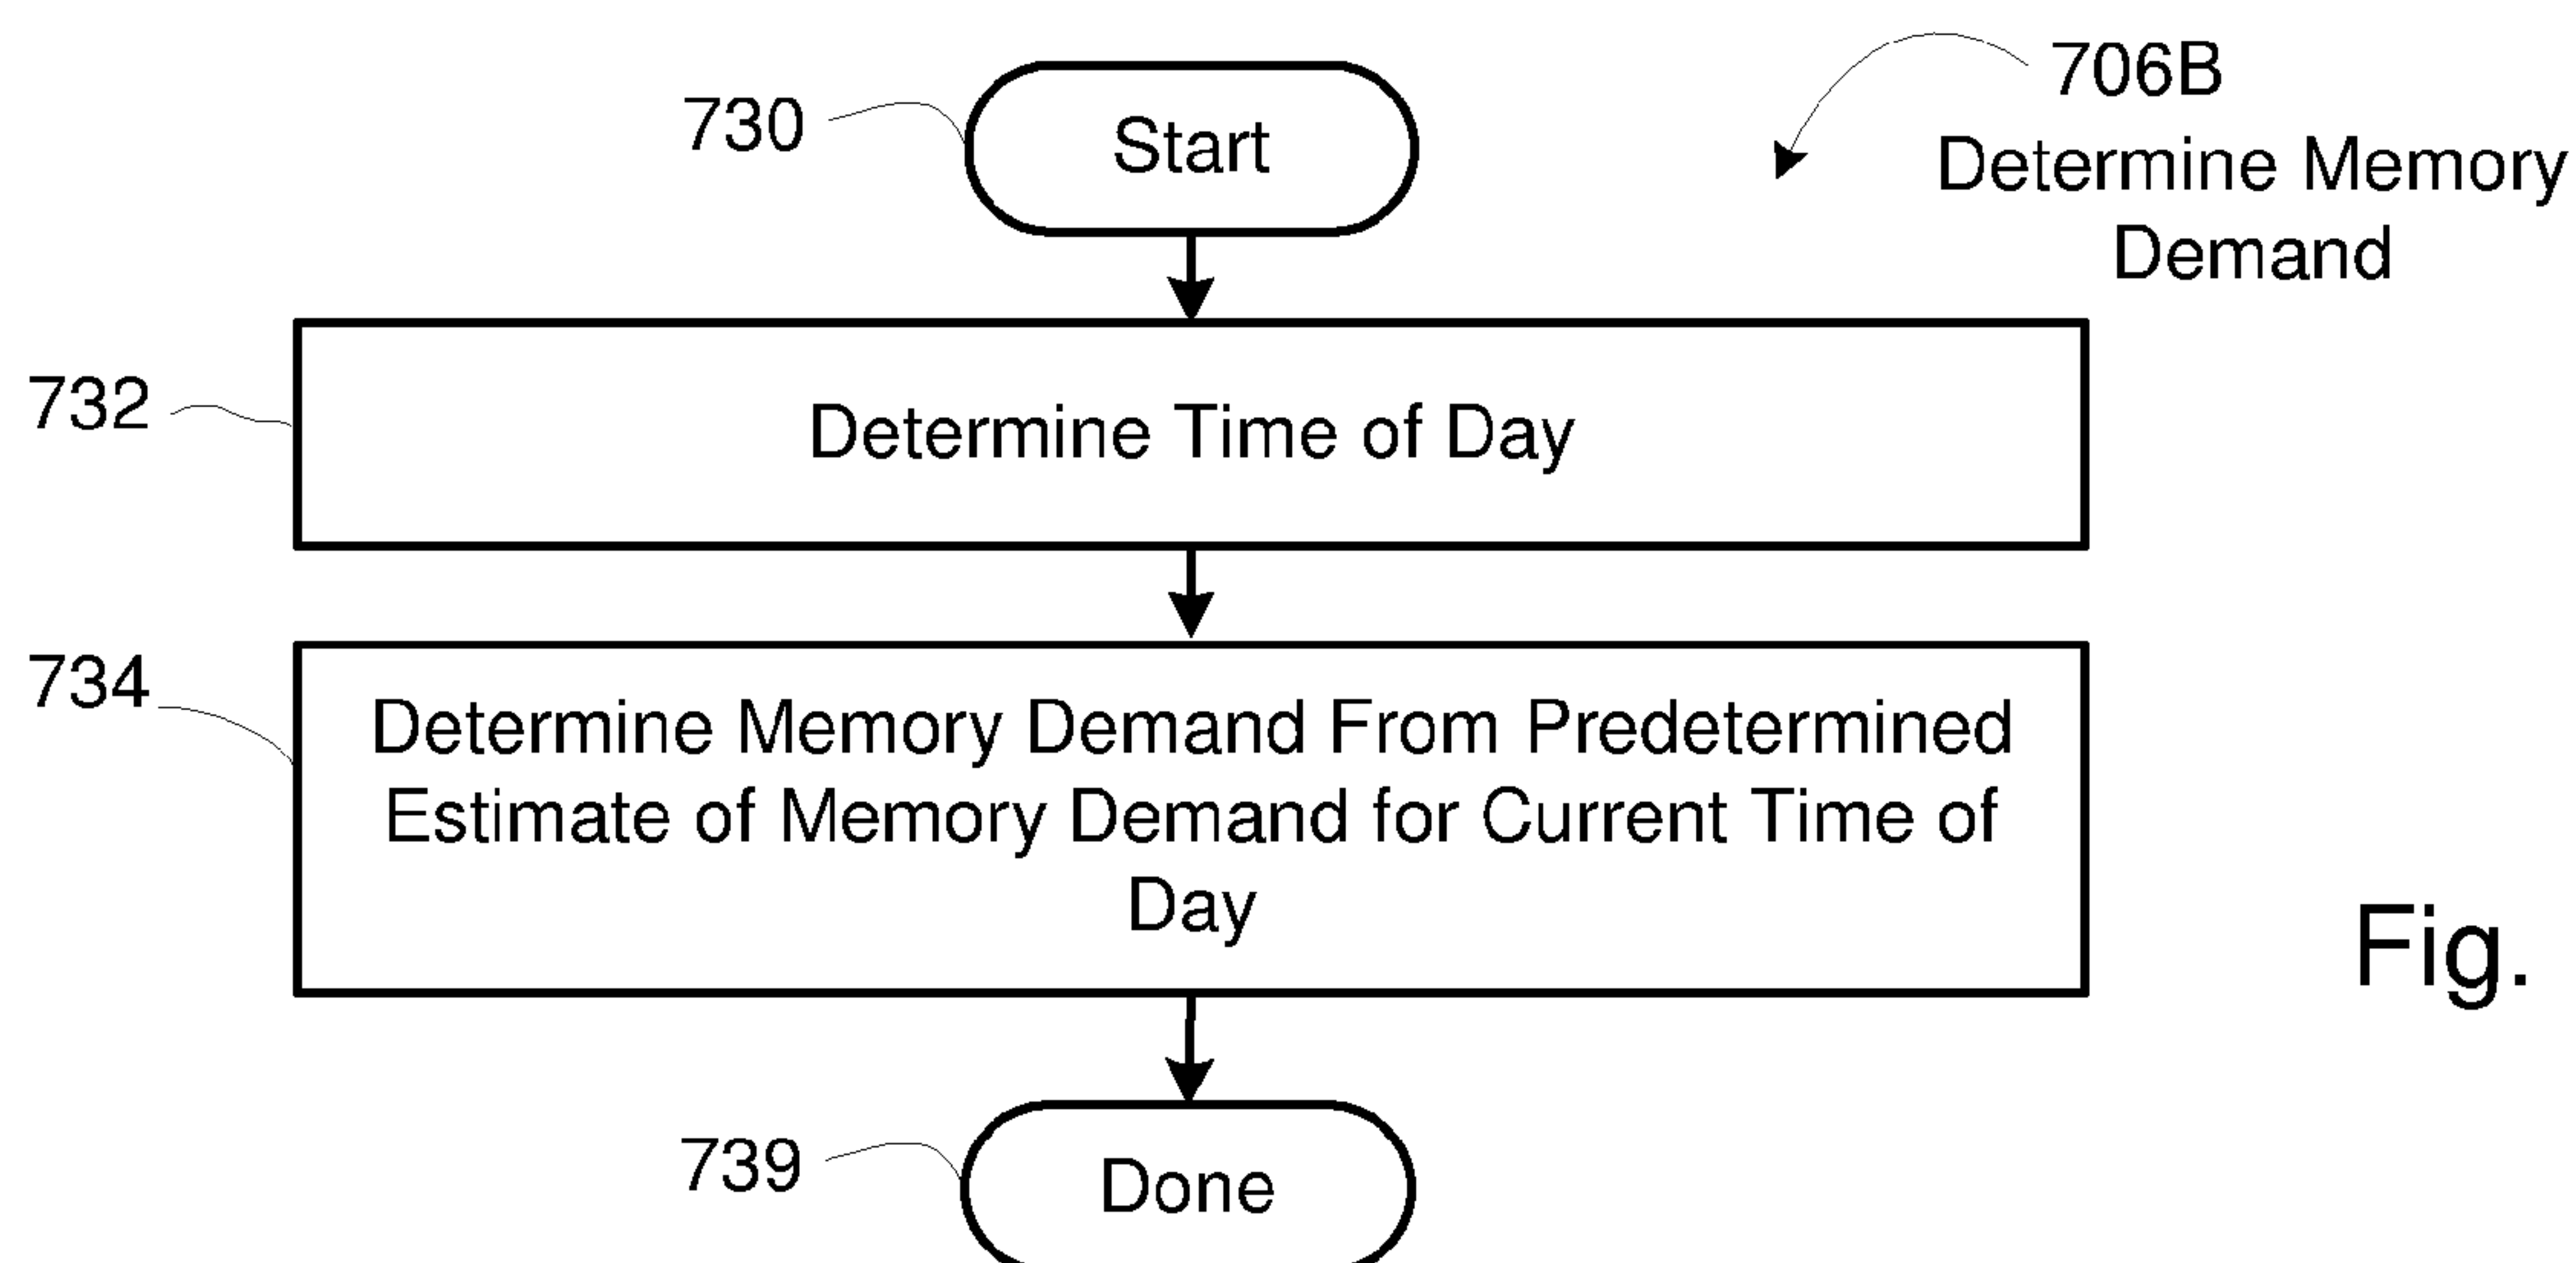 706B
Determine Memory
Demand
730
Start
732
Determine Time of Day
734
Determine Memory Demand From Predetermined
Estimate of Memory Demand for Current Time of
Day
Fig.
739
Done